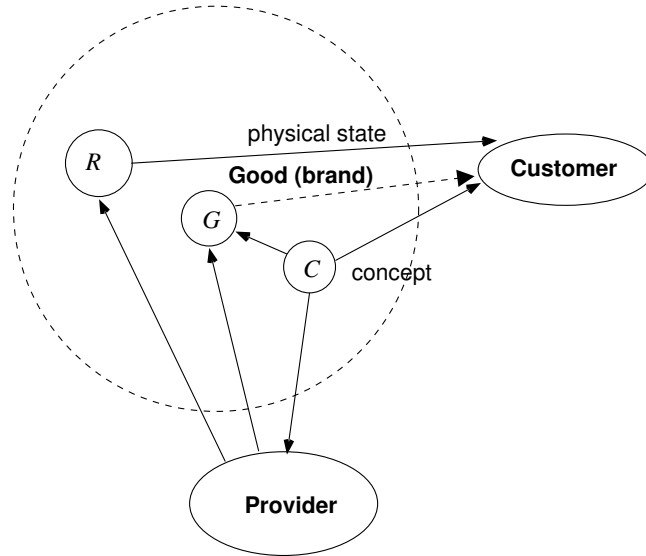 physical state
R
Customer
Good (brand)
G
C
concept
Provider